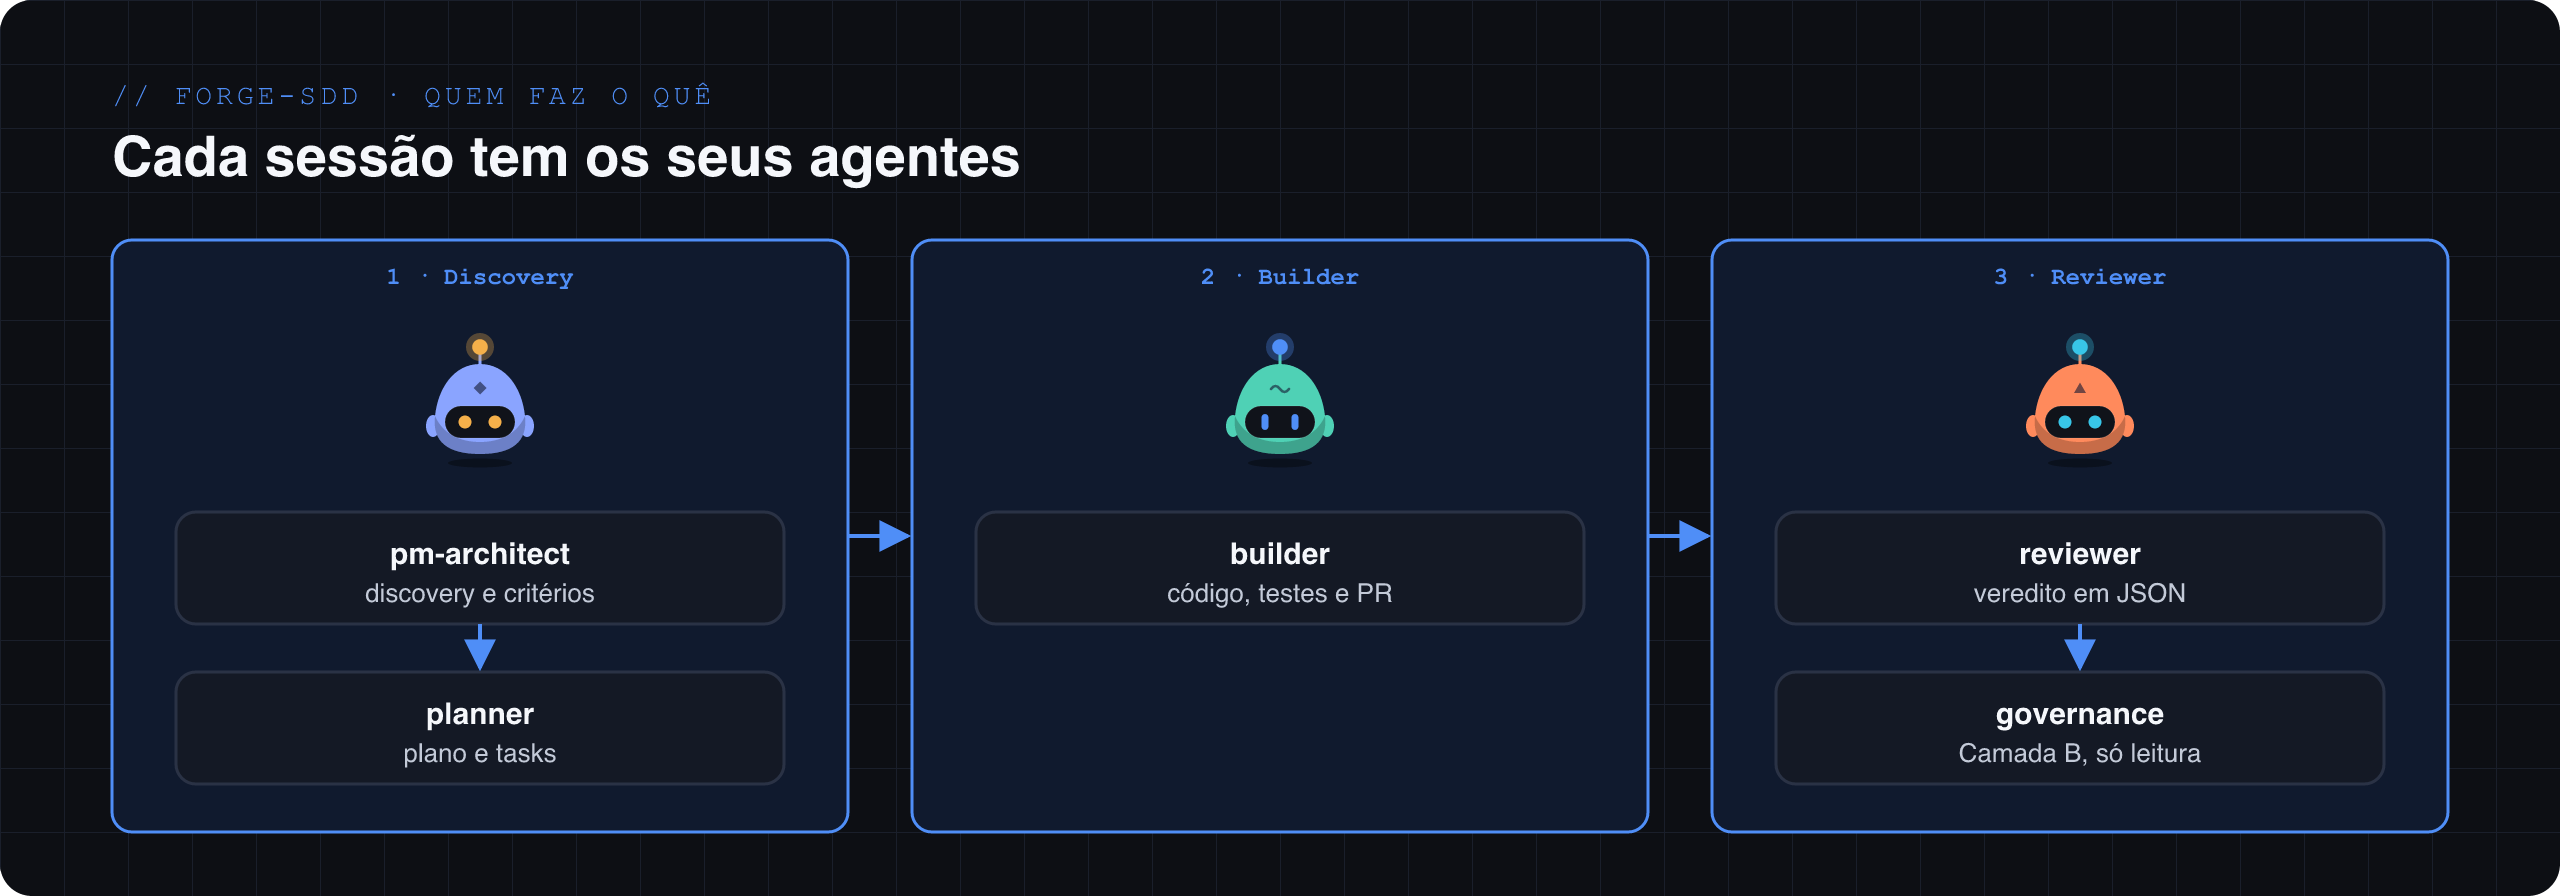 // FORGE-SDD · QUEM FAZ O QUÊ
Cada sessão tem os seus agentes
1 · Discovery
pm-architect
discovery e critérios
planner
plano e tasks
2 · Builder
builder
código, testes e PR
3 · Reviewer
reviewer
veredito em JSON
governance
Camada B, só leitura